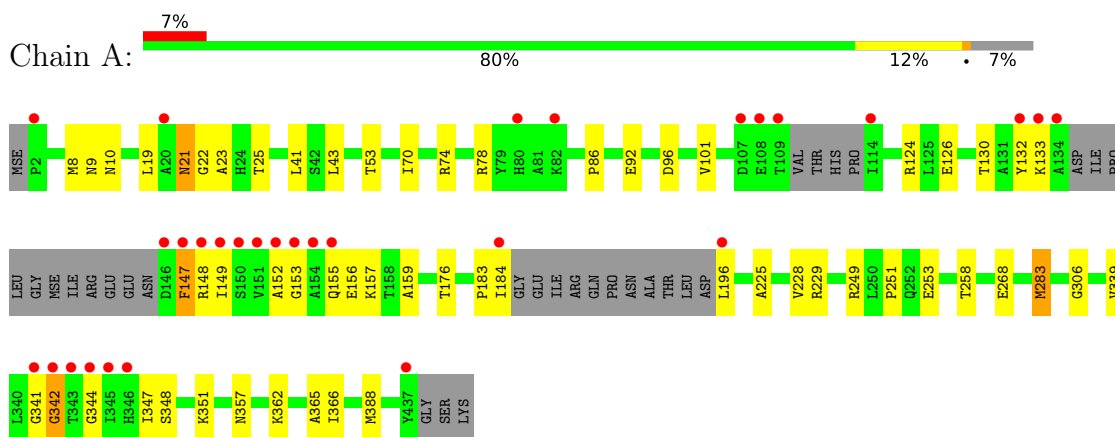 7%
Chain A:
80% 12% • 7%
MSE P2 M8 N9 N10 L19 A20 N21 G22 A23 H24 T25 L41 S42 L43 T53 I70 R74 R78 Y79 H80 A81 K82 P86 E92 D96 V101 D107 E108 T109 VAL THR HIS PRO I114 R124 L125 E126 T130 A131 Y132 K133 A134 ASP ILE PRO
LEU GLY MSE ILE ARG GLU GLU ASN D146 F147 R148 I149 S150 V151 A152 G153 A154 Q155 E156 K157 T158 A159 T176 P183 I184 GLY GLU ILE ARG GLN PRO ASN ALA THR LEU ASP L196 A225 V228 R229 R249 L250 P251 Q252 E253 T258 E268 M283 G306 V339
L340 G341 G342 T343 G344 I345 H346 I347 S348 K351 N357 K362 A365 I366 M388 Y437 GLY SER LYS